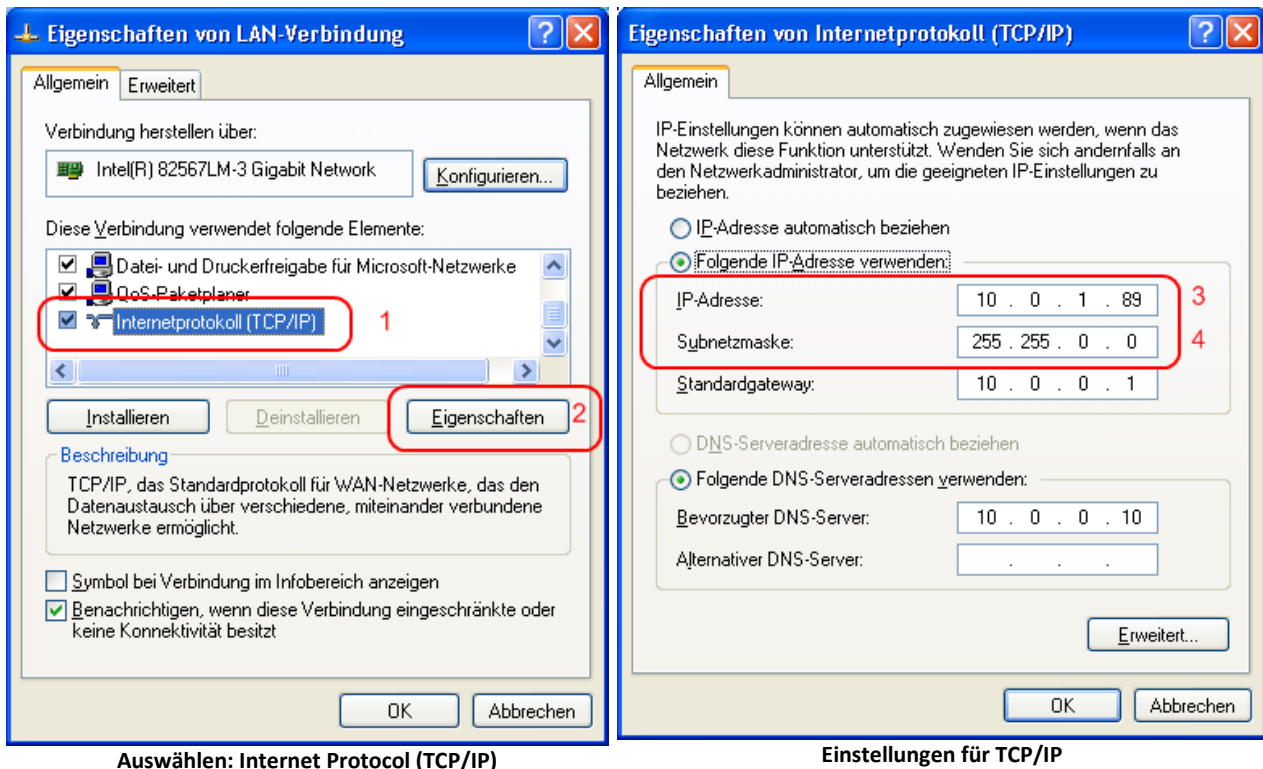 Eigenschaften von LAN-Verbindung
Allgemein
Erweitert
Verbindung herstellen über:
Intel(R) 82567LM-3 Gigabit Network
Konfigurieren...
Diese Verbindung verwendet folgende Elemente:
Datei- und Druckerfreigabe für Microsoft-Netzwerke
QoS-Paketplaner
Internetprotokoll (TCP/IP)
1
Installieren
Deinstallieren
Eigenschaften
2
Beschreibung
TCP/IP, das Standardprotokoll für WAN-Netzwerke, das den
Datenaustausch über verschiedene, miteinander verbundene
Netzwerke ermöglicht.
Symbol bei Verbindung im Infobereich anzeigen
Benachrichtigen, wenn diese Verbindung eingeschränkte oder
keine Konnektivität besitzt
OK
Abbrechen
Auswählen: Internet Protocol (TCP/IP)
Eigenschaften von Internetprotokoll (TCP/IP)
Allgemein
IP-Einstellungen können automatisch zugewiesen werden, wenn das
Netzwerk diese Funktion unterstützt. Wenden Sie sich andernfalls an
den Netzwerkadministrator, um die geeigneten IP-Einstellungen zu
beziehen.
IP-Adresse automatisch beziehen
Folgende IP-Adresse verwenden:
IP-Adresse: 10 . 0 . 1 . 89
3
Subnetzmaske: 255 . 255 . 0 . 0
4
Standardgateway: 10 . 0 . 0 . 1
DNS-Serveradresse automatisch beziehen
Folgende DNS-Serveradressen verwenden:
Bevorzugter DNS-Server: 10 . 0 . 0 . 10
Alternativer DNS-Server: . . .
Erweitert...
OK
Abbrechen
Einstellungen für TCP/IP